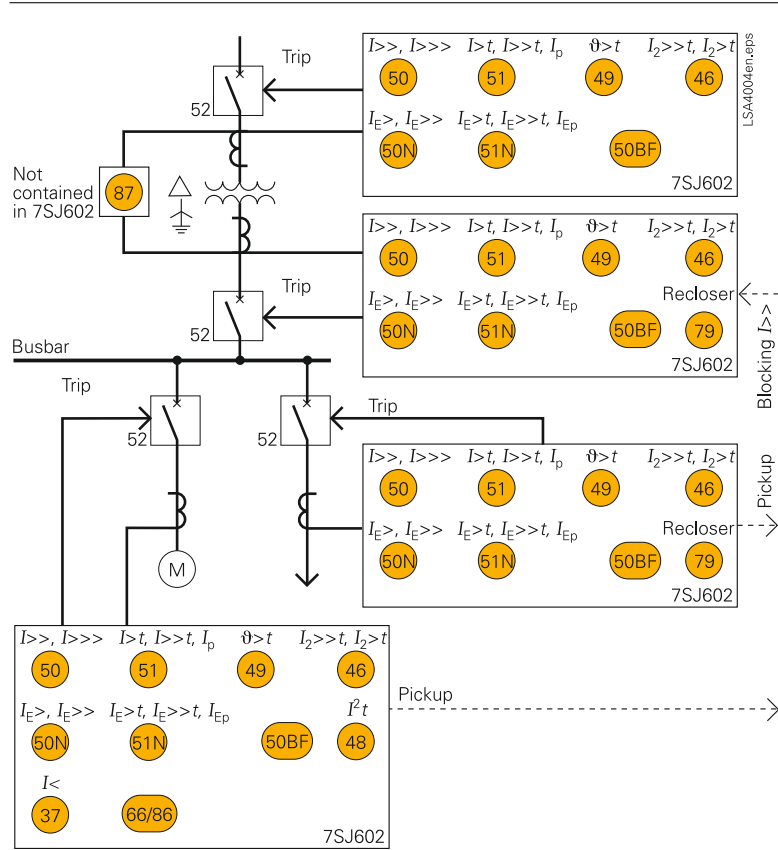 Trip
52
I>>, I>>> I>t, I>>t, Ip ϑ>t I2>>t, I2>t
50 51 49 46
IE>, IE>> IE>t, IE>>t, IEp
50N 51N 50BF
7SJ602
LSA4004en.eps
Not
contained
in 7SJ602
87
Trip
52
I>>, I>>> I>t, I>>t, Ip ϑ>t I2>>t, I2>t
50 51 49 46
Recloser
IE>, IE>> IE>t, IE>>t, IEp
50N 51N 50BF 79
7SJ602
Blocking I>>
Busbar
Trip
52
52
Trip
M
I>>, I>>> I>t, I>>t, Ip ϑ>t I2>>t, I2>t
50 51 49 46
IE>, IE>> IE>t, IE>>t, IEp Recloser
50N 51N 50BF 79
7SJ602
Pickup
I>>, I>>> I>t, I>>t, Ip ϑ>t I2>>t, I2>t
50 51 49 46
IE>, IE>> IE>t, IE>>t, IEp I²t
50N 51N 50BF 48
I<
37 66/86
7SJ602
Pickup